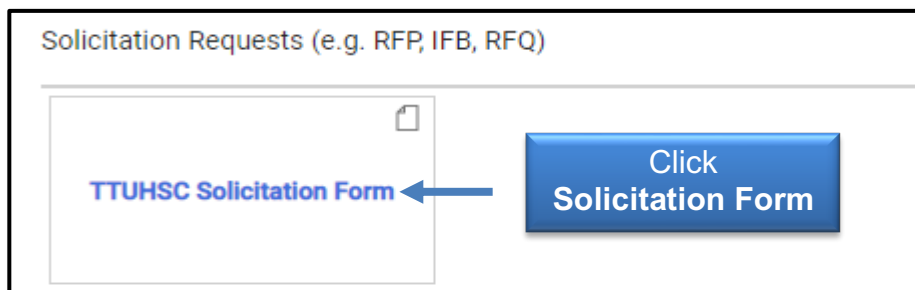 Solicitation Requests (e.g. RFP, IFB, RFQ)
TTUHSC Solicitation Form
Click
Solicitation Form